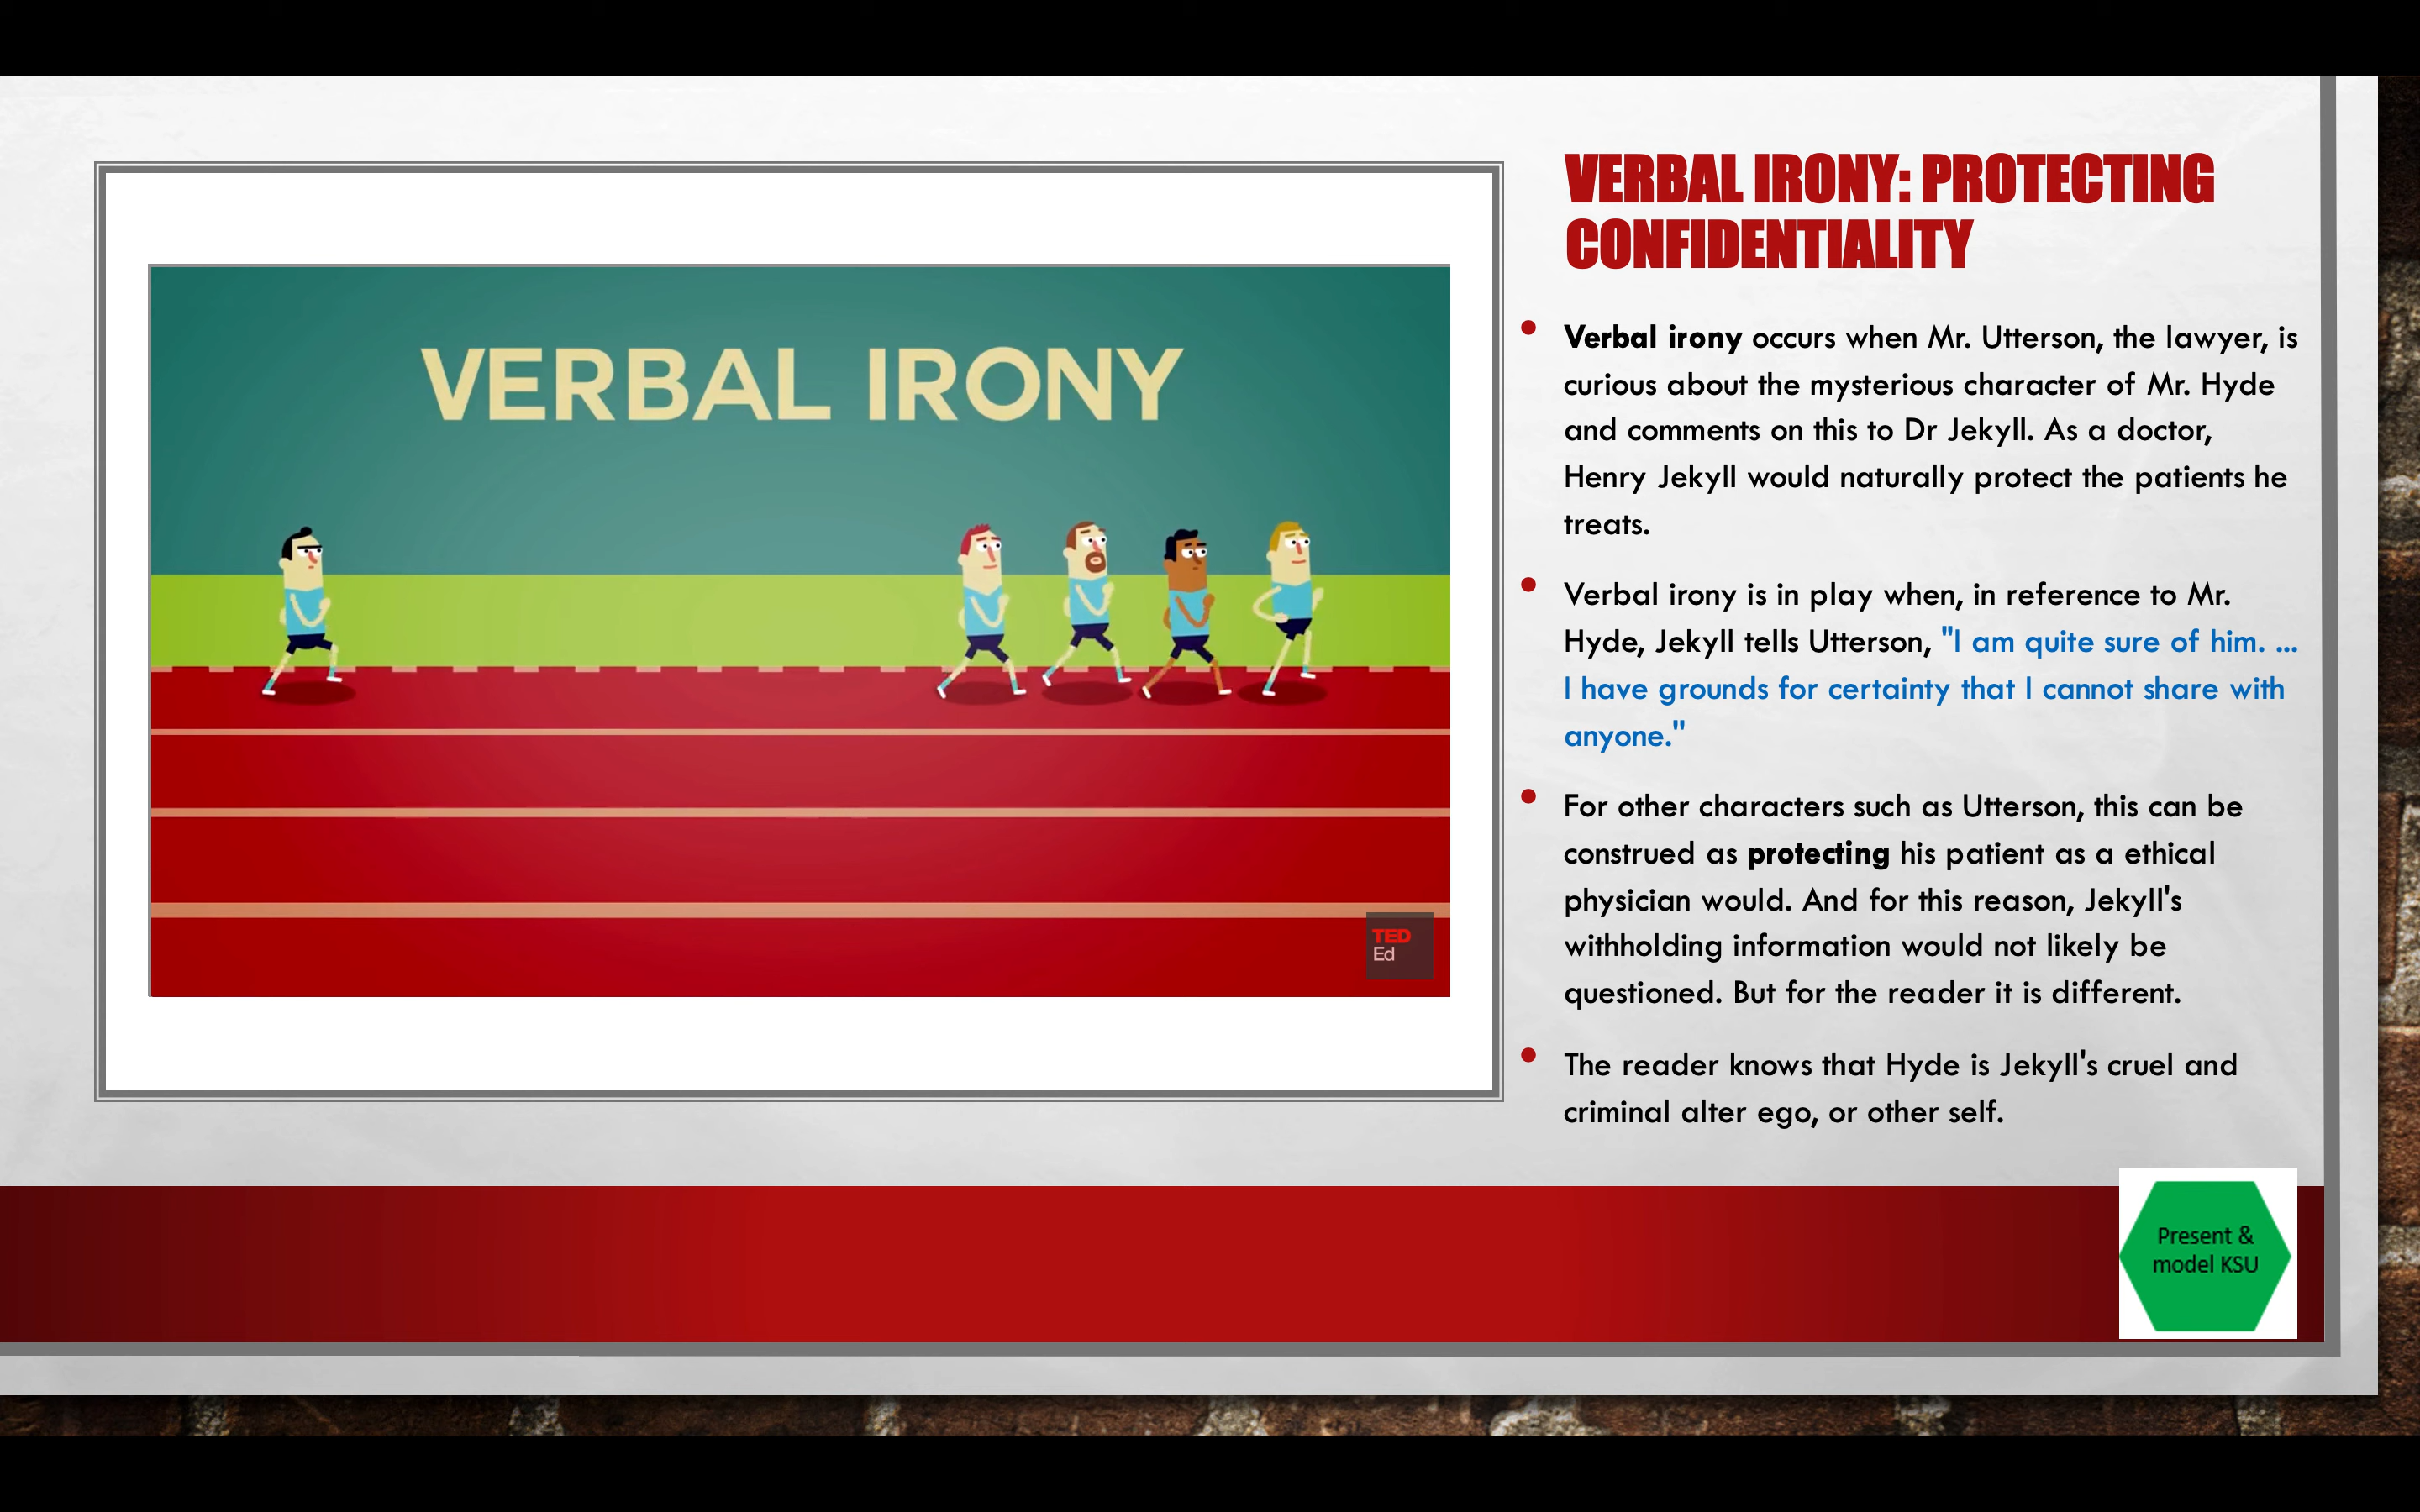 VERBAL IRONY
TED
Ed
VERBAL IRONY: PROTECTING
CONFIDENTIALITY
• Verbal irony occurs when Mr. Utterson, the lawyer, is
curious about the mysterious character of Mr. Hyde
and comments on this to Dr Jekyll. As a doctor,
Henry Jekyll would naturally protect the patients he
treats.
• Verbal irony is in play when, in reference to Mr.
Hyde, Jekyll tells Utterson, "I am quite sure of him. ...
I have grounds for certainty that I cannot share with
anyone."
• For other characters such as Utterson, this can be
construed as protecting his patient as a ethical
physician would. And for this reason, Jekyll's
withholding information would not likely be
questioned. But for the reader it is different.
• The reader knows that Hyde is Jekyll's cruel and
criminal alter ego, or other self.
Present &
model KSU